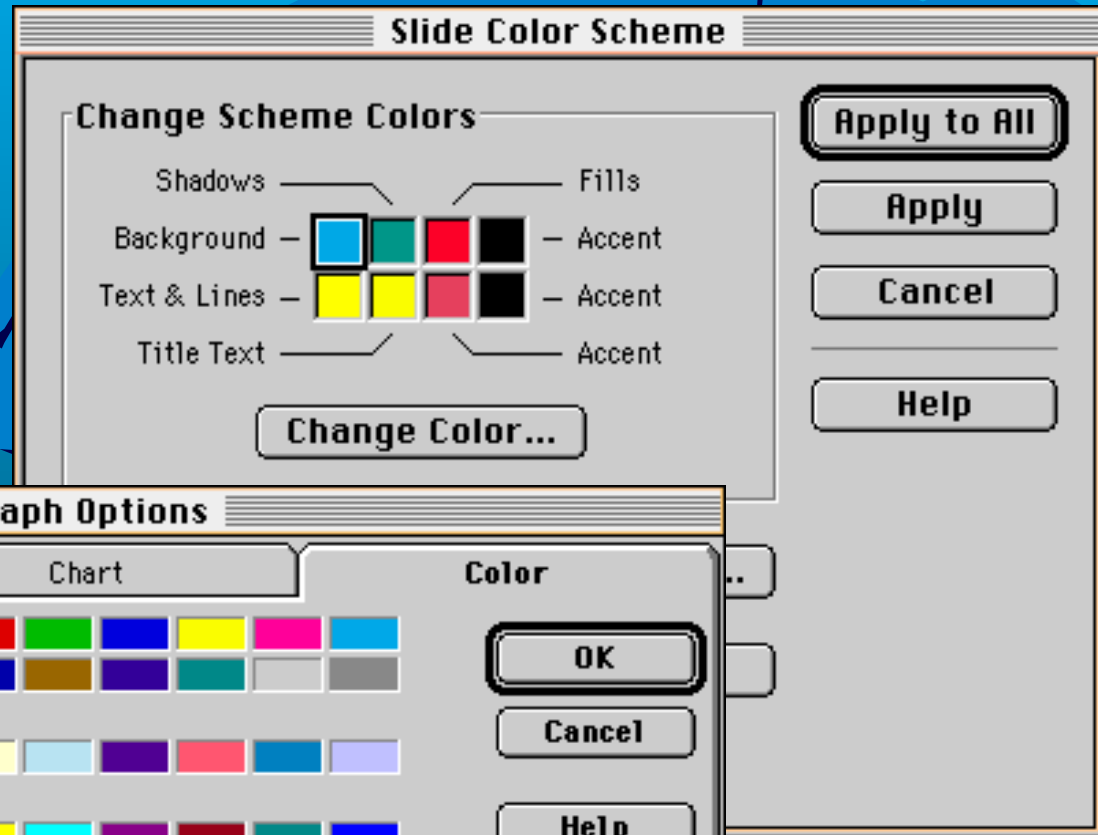 Slide Color Scheme
Change Scheme Colors
Apply to All
Shadows
Fills
Apply
Background
Accent
Text & Lines
Accent
Cancel
Title Text
Accent
Help
Change Color...
aph Options
Chart
Color
..
OK
Cancel
Help